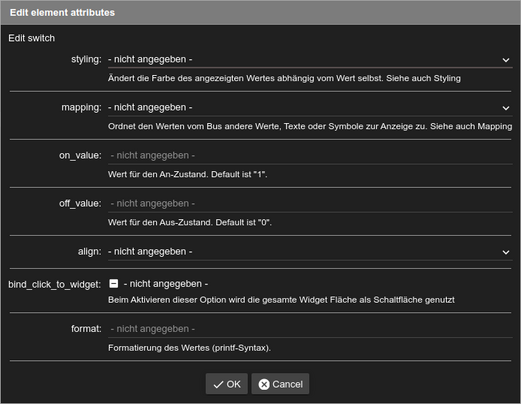 Edit element attributes
Edit switch
styling: - nicht angegeben -
Ändert die Farbe des angezeigten Wertes abhängig vom Wert selbst. Siehe auch Styling
mapping: - nicht angegeben -
Ordnet den Werten vom Bus andere Werte, Texte oder Symbole zur Anzeige zu. Siehe auch Mapping
on_value: - nicht angegeben -
Wert für den An-Zustand. Default ist "1".
off_value: - nicht angegeben -
Wert für den Aus-Zustand. Default ist "0".
align: - nicht angegeben -
bind_click_to_widget: - nicht angegeben -
Beim Aktivieren dieser Option wird die gesamte Widget Fläche als Schaltfläche genutzt
format: - nicht angegeben -
Formatierung des Wertes (printf-Syntax).
OK Cancel